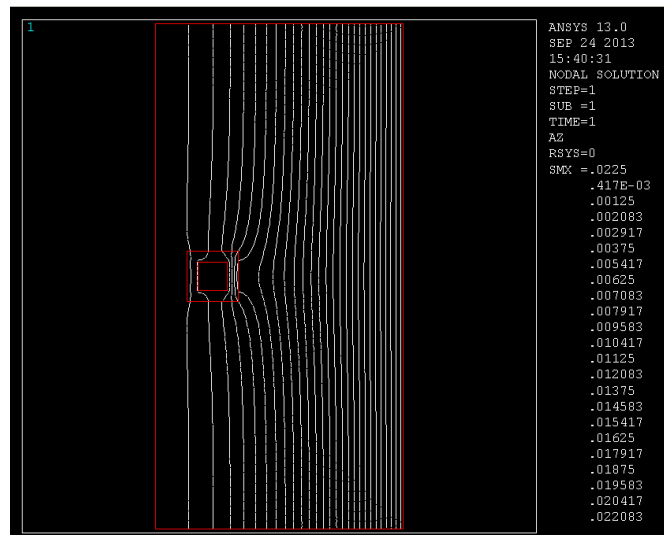 1
ANSYS 13.0
SEP 24 2013
15:40:31
NODAL SOLUTION
STEP=1
SUB =1
TIME=1
AZ
RSYS=0
SMX =.0225
.417E-03
.00125
.002083
.002917
.00375
.005417
.00625
.007083
.007917
.009583
.010417
.01125
.012083
.01375
.014583
.015417
.01625
.017917
.01875
.019583
.020417
.022083